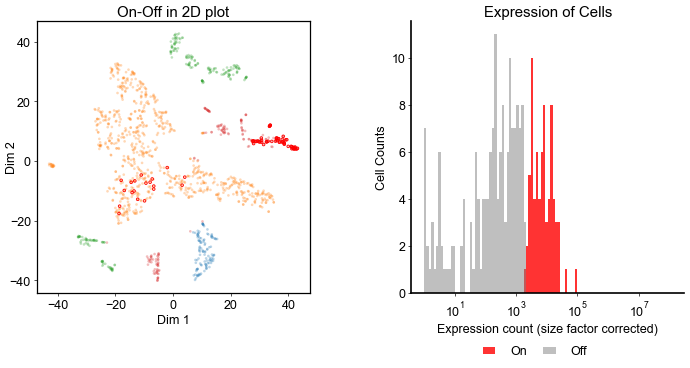 On-Off in 2D plot
Expression of Cells
40
20
0
−20
−40
Dim 2
−40 −20 0 20 40
Dim 1
10
8
6
4
2
0
Cell Counts
10^1 10^3 10^5 10^7
Expression count (size factor corrected)
On Off